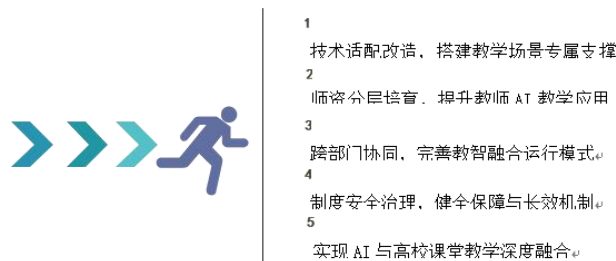 1
技术适配改造，搭建教学场景专属支撑
2
师资分层培育，提升教师 AI 教学应用
3
跨部门协同，完善教智融合运行模式
4
制度安全治理，健全保障与长效机制
5
实现 AI 与高校课堂教学深度融合